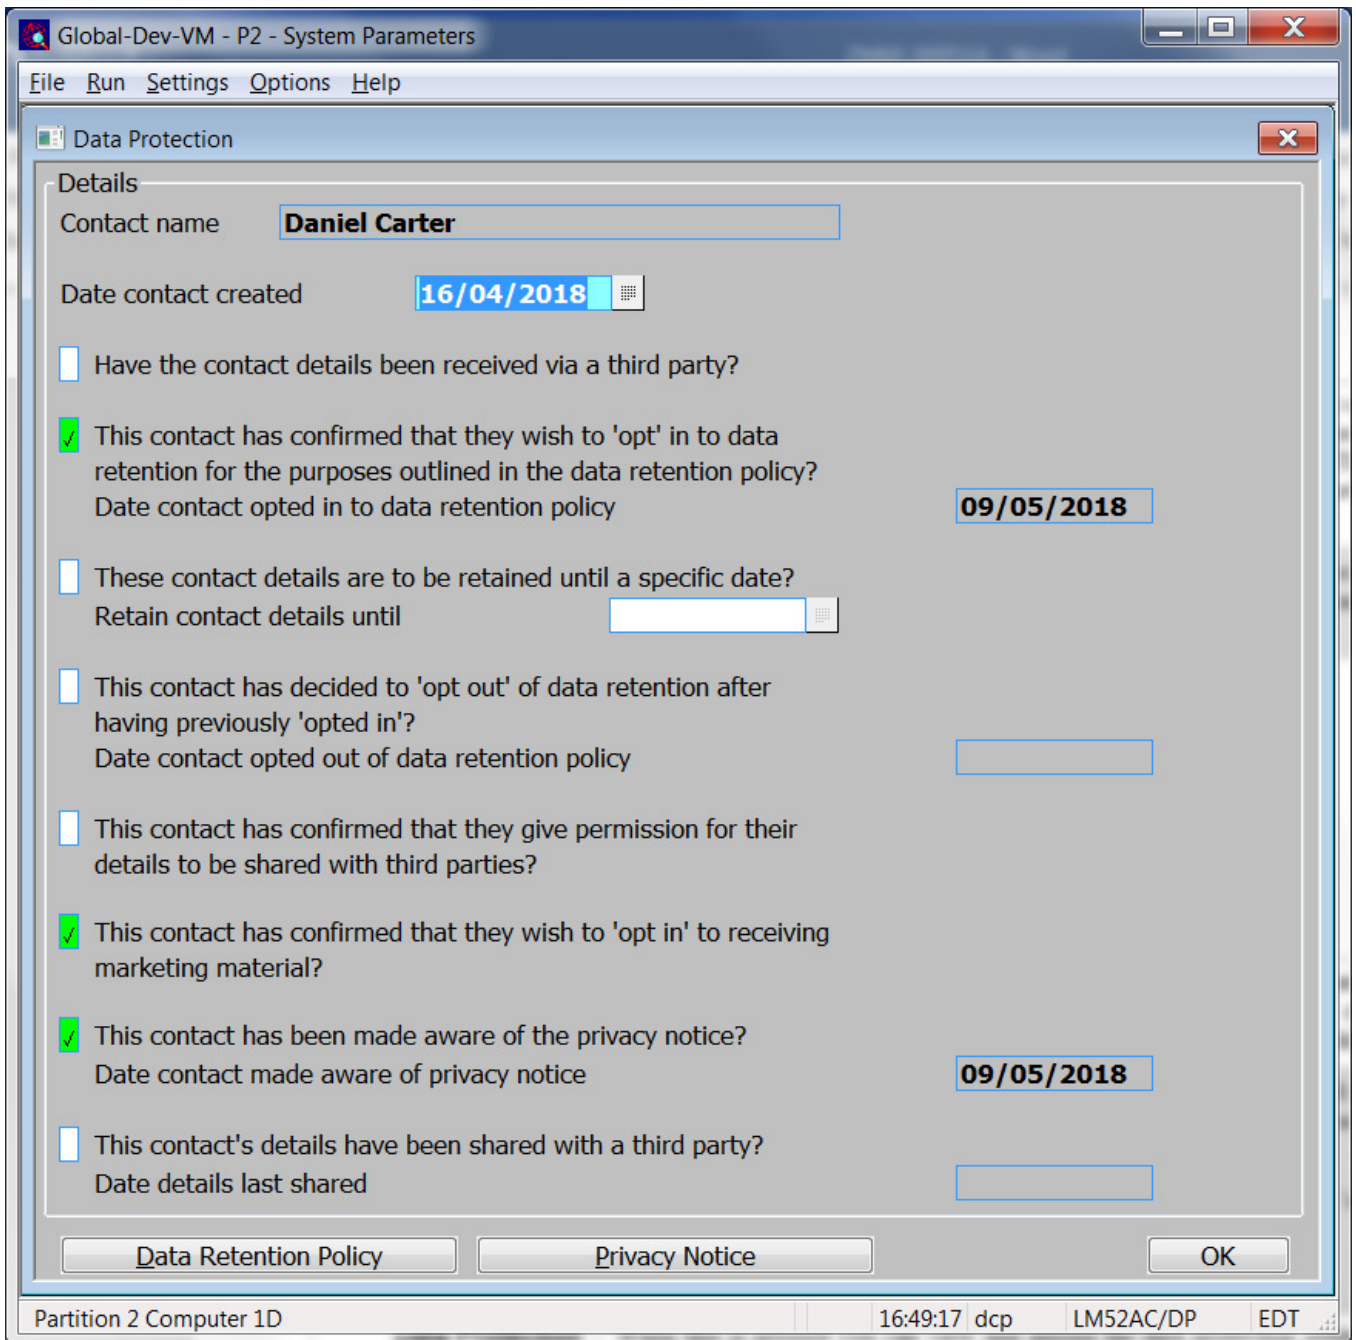 Global-Dev-VM - P2 - System Parameters
File Run Settings Options Help
Data Protection
Details
Contact name Daniel Carter
Date contact created 16/04/2018
Have the contact details been received via a third party?
✓ This contact has confirmed that they wish to 'opt' in to data
retention for the purposes outlined in the data retention policy?
Date contact opted in to data retention policy 09/05/2018
These contact details are to be retained until a specific date?
Retain contact details until
This contact has decided to 'opt out' of data retention after
having previously 'opted in'?
Date contact opted out of data retention policy
This contact has confirmed that they give permission for their
details to be shared with third parties?
✓ This contact has confirmed that they wish to 'opt in' to receiving
marketing material?
✓ This contact has been made aware of the privacy notice?
Date contact made aware of privacy notice 09/05/2018
This contact's details have been shared with a third party?
Date details last shared
Data Retention Policy Privacy Notice OK
Partition 2 Computer 1D 16:49:17 dcp LM52AC/DP EDT